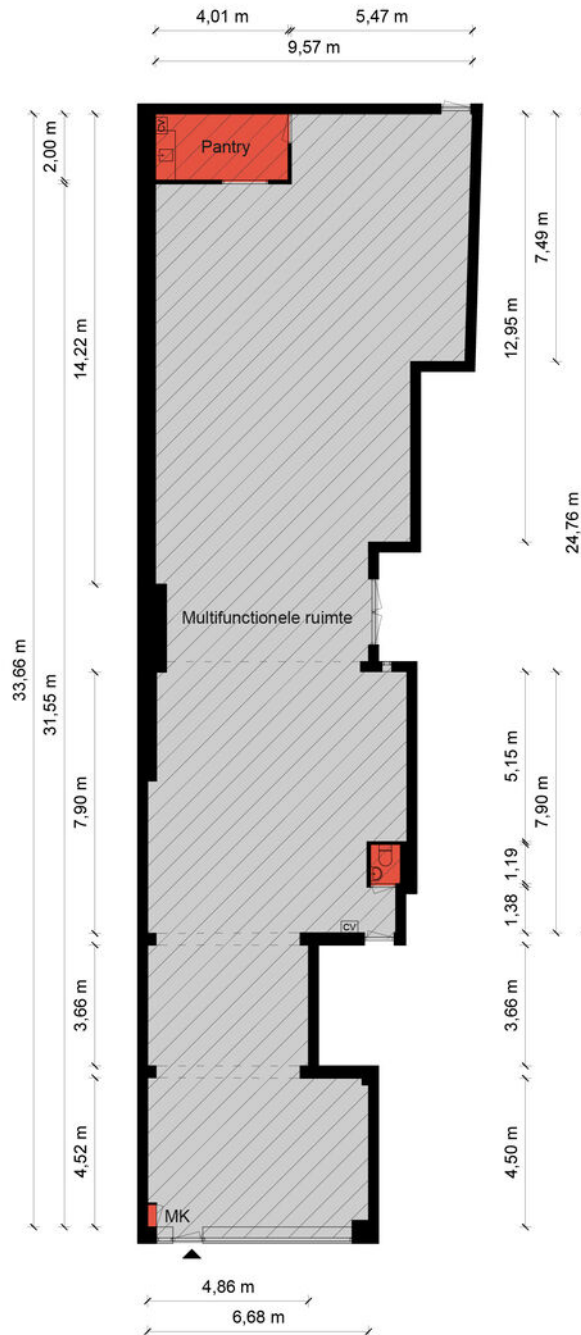 4,01 m
5,47 m
9,57 m
CV
Pantry
2,00 m
7,49 m
12,95 m
14,22 m
24,76 m
Multifunctionele ruimte
33,66 m
31,55 m
5,15 m
7,90 m
7,90 m
1,19
1,38
CV
3,66 m
3,66 m
4,52 m
4,50 m
MK
4,86 m
6,68 m